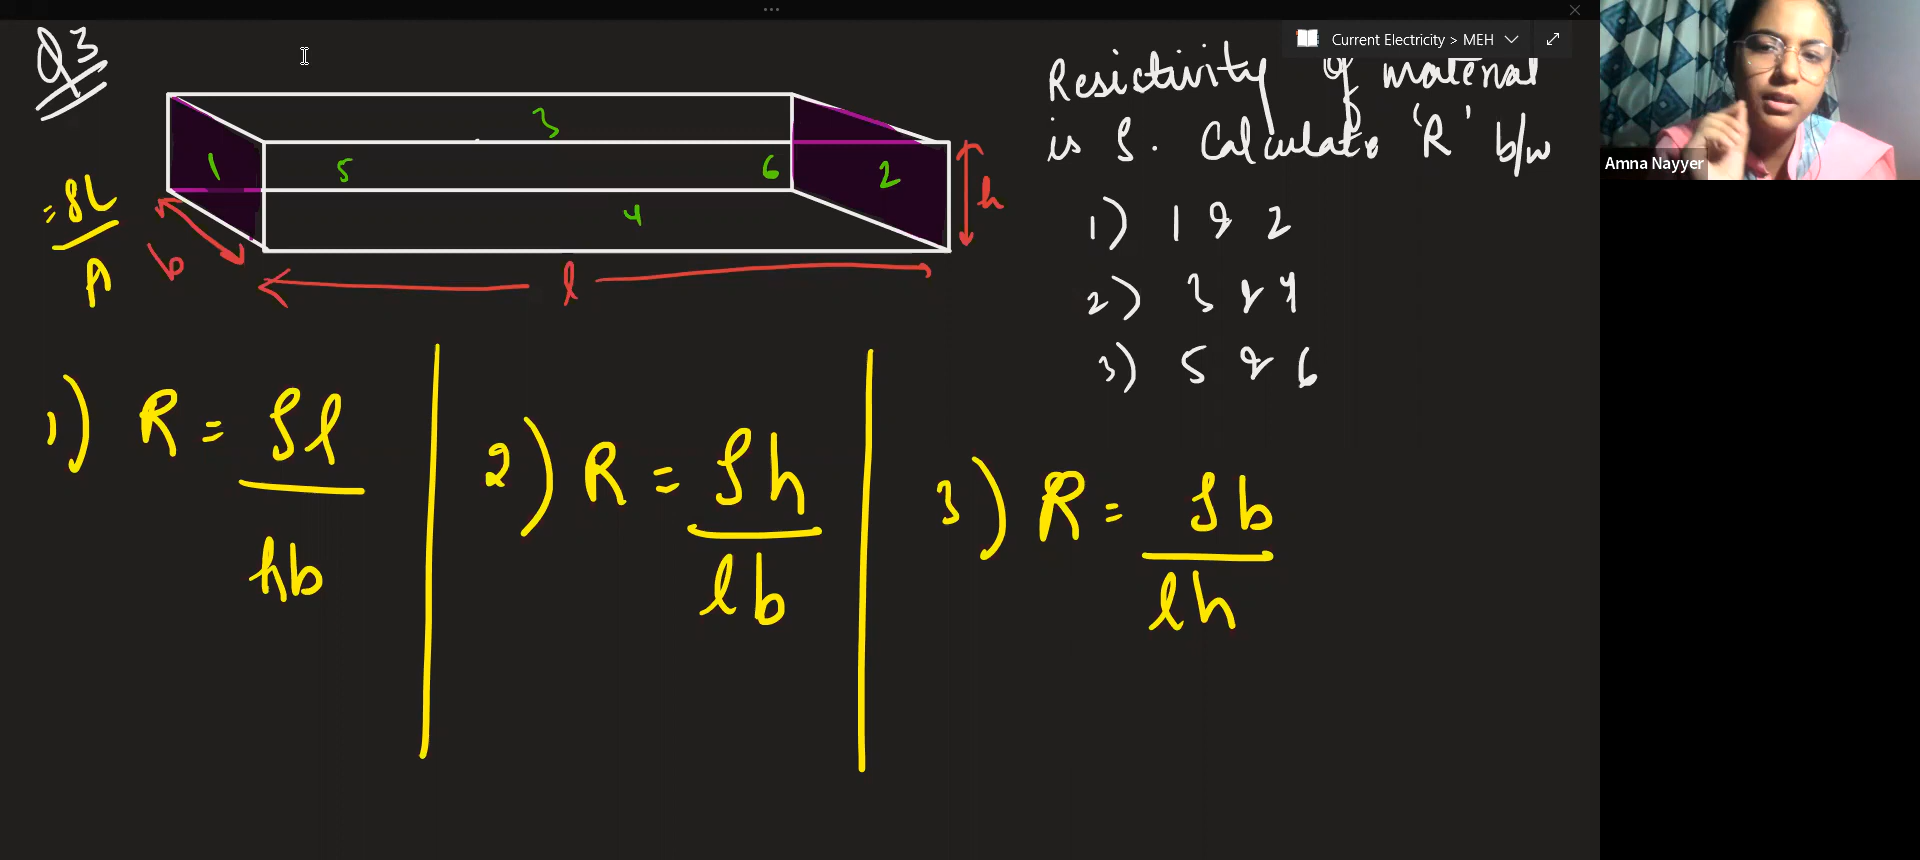 Current Electricity > MEH
Q3
Resistivity of material
is ρ. Calculate 'R' b/w
1) 1 & 2
2) 3 & 4
3) 5 & 6
3
1 5 6 2
4
h
b
l
= ρL
A
1) R = ρl
hb
2) R = ρh
lb
3) R = ρb
lh
Amna Nayyer